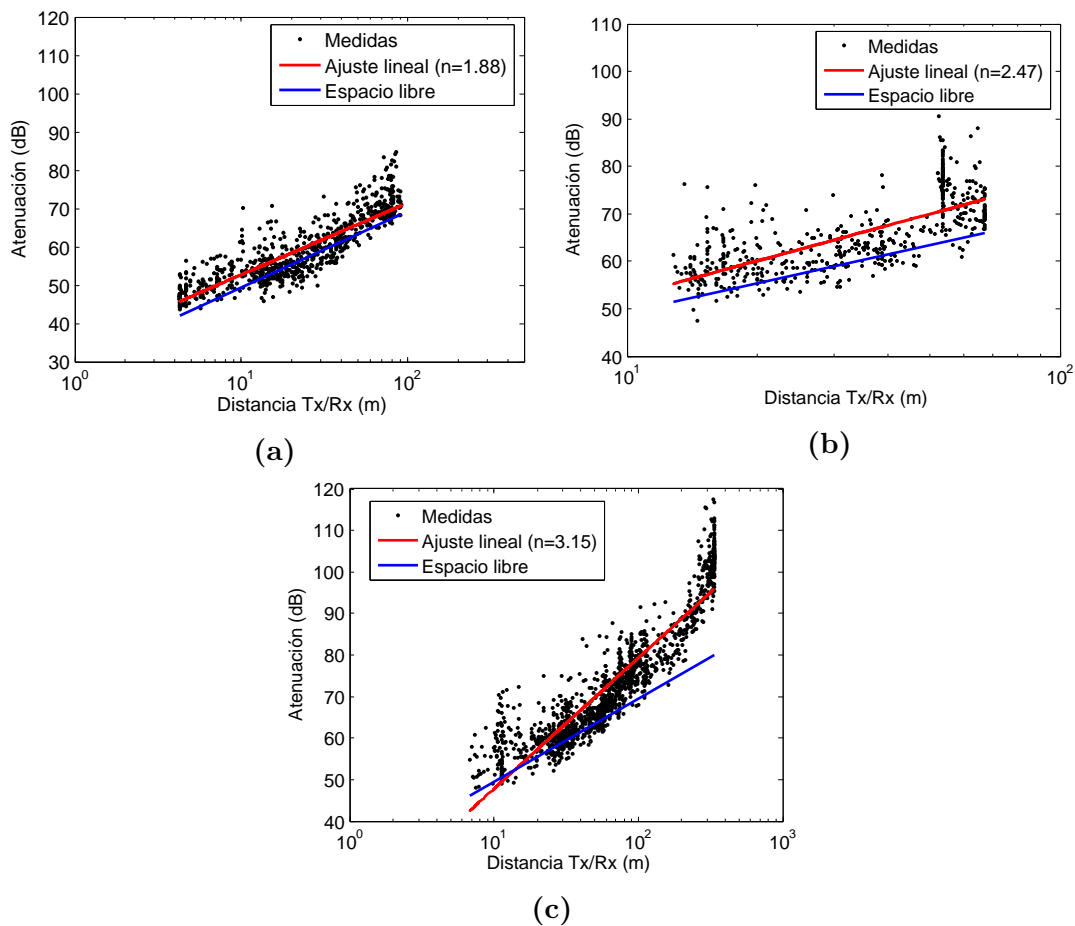 120
110
100
90
80
70
60
50
40
30
Atenuación (dB)
Medidas
Ajuste lineal (n=1.88)
Espacio libre
10^0
10^1
10^2
Distancia Tx/Rx (m)
(a)
110
100
90
80
70
60
50
40
Atenuación (dB)
Medidas
Ajuste lineal (n=2.47)
Espacio libre
10^1
10^2
Distancia Tx/Rx (m)
(b)
120
110
100
90
80
70
60
50
40
Atenuación (dB)
Medidas
Ajuste lineal (n=3.15)
Espacio libre
10^0
10^1
10^2
10^3
Distancia Tx/Rx (m)
(c)